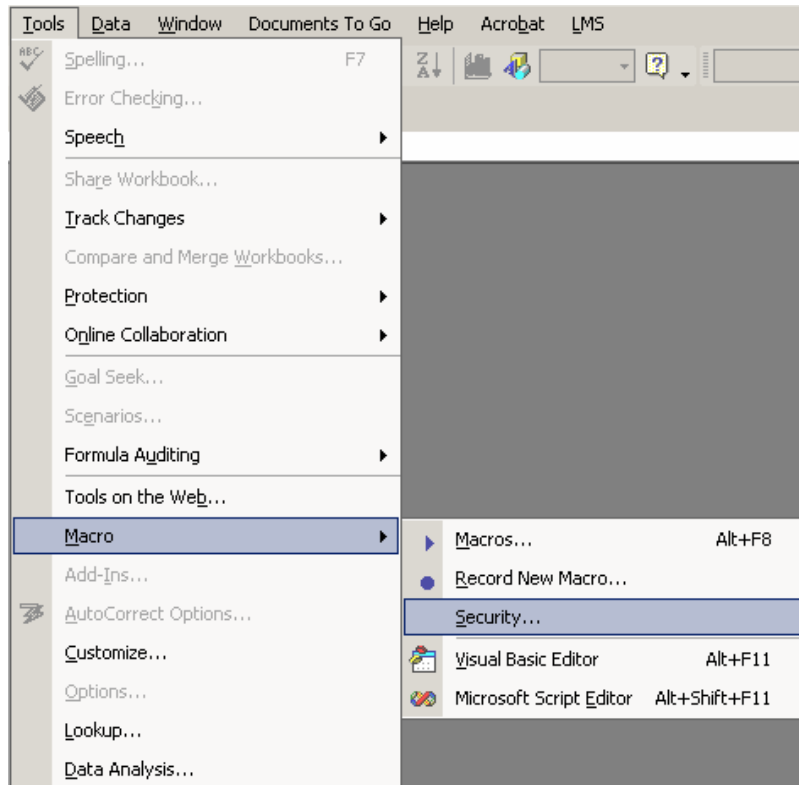 Tools Data Window Documents To Go Help Acrobat LMS
ABC Spelling... F7
Z A
Error Checking...
Speech
Share Workbook...
Track Changes
Compare and Merge Workbooks...
Protection
Online Collaboration
Goal Seek...
Scenarios...
Formula Auditing
Tools on the Web...
Macro
Macros... Alt+F8
Add-Ins...
Record New Macro...
AutoCorrect Options...
Security...
Customize...
Visual Basic Editor Alt+F11
Options...
Microsoft Script Editor Alt+Shift+F11
Lookup...
Data Analysis...